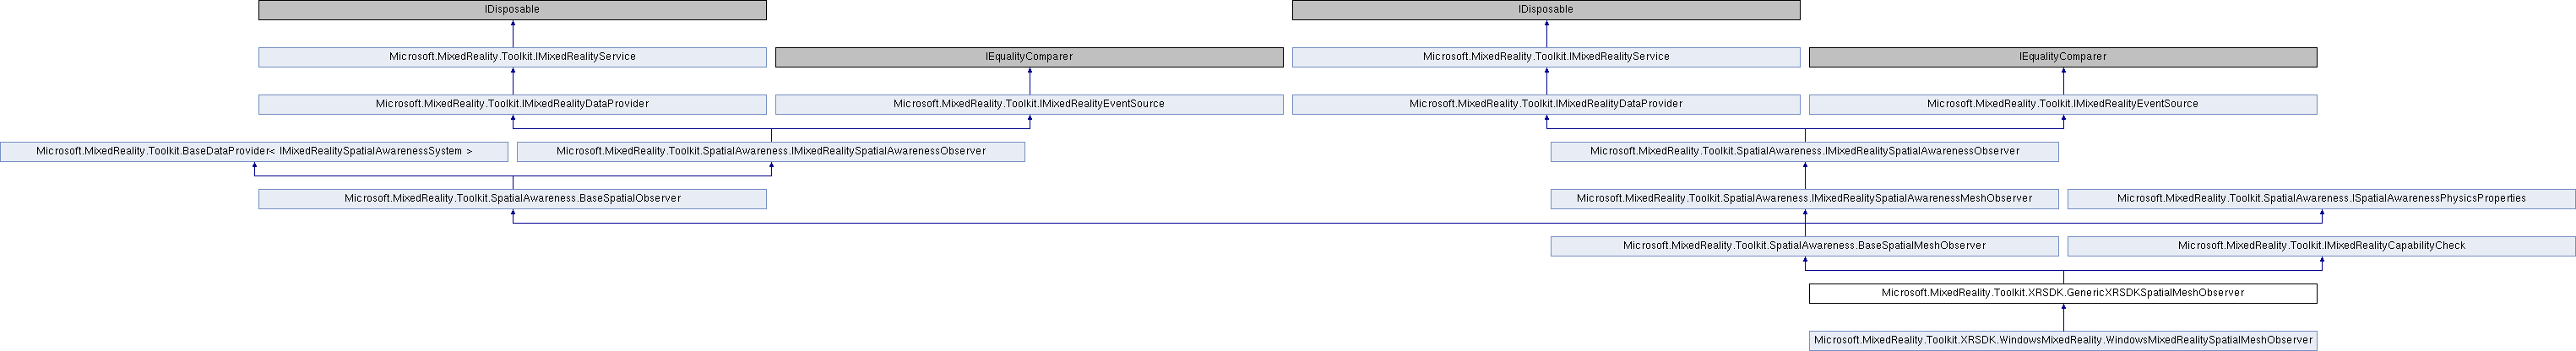 IDisposable
IDisposable
Microsoft.MixedReality.Toolkit.IMixedRealityService
IEqualityComparer
Microsoft.MixedReality.Toolkit.IMixedRealityService
IEqualityComparer
Microsoft.MixedReality.Toolkit.IMixedRealityDataProvider
Microsoft.MixedReality.Toolkit.IMixedRealityEventSource
Microsoft.MixedReality.Toolkit.IMixedRealityDataProvider
Microsoft.MixedReality.Toolkit.IMixedRealityEventSource
Microsoft.MixedReality.Toolkit.BaseDataProvider< IMixedRealitySpatialAwarenessSystem >
Microsoft.MixedReality.Toolkit.SpatialAwareness.IMixedRealitySpatialAwarenessObserver
Microsoft.MixedReality.Toolkit.SpatialAwareness.IMixedRealitySpatialAwarenessObserver
Microsoft.MixedReality.Toolkit.SpatialAwareness.BaseSpatialObserver
Microsoft.MixedReality.Toolkit.SpatialAwareness.IMixedRealitySpatialAwarenessMeshObserver
Microsoft.MixedReality.Toolkit.SpatialAwareness.ISpatialAwarenessPhysicsProperties
Microsoft.MixedReality.Toolkit.SpatialAwareness.BaseSpatialMeshObserver
Microsoft.MixedReality.Toolkit.IMixedRealityCapabilityCheck
Microsoft.MixedReality.Toolkit.XRSDK.GenericXRSDKSpatialMeshObserver
Microsoft.MixedReality.Toolkit.XRSDK.WindowsMixedReality.WindowsMixedRealitySpatialMeshObserver